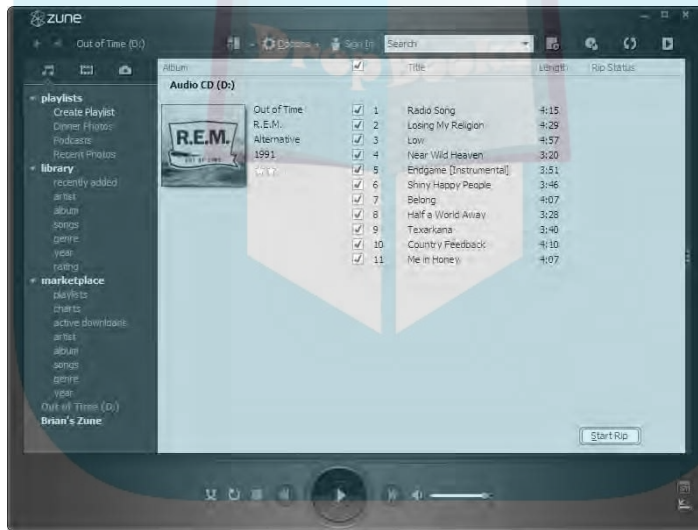 zune
Out of Time (D:)
Options
Sign In
Search
Album
Title
Length
Rip Status
Audio CD (D:)
R.E.M.
OUT OF TIME
Out of Time
R.E.M.
Alternative
1991
1 Radio Song 4:15
2 Losing My Religion 4:29
3 Low 4:57
4 Near Wild Heaven 3:20
5 Endgame [Instrumental] 3:51
6 Shiny Happy People 3:46
7 Belong 4:07
8 Half a World Away 3:28
9 Texarkana 3:40
10 Country Feedback 4:10
11 Me in Honey 4:07
playlists
Create Playlist
Dinner Photos
Podcasts
Recent Photos
library
recently added
artist
album
songs
genre
year
rating
marketplace
playlists
charts
active downloads
artist
album
songs
genre
year
Out of Time (D:)
Brian's Zune
Start Rip